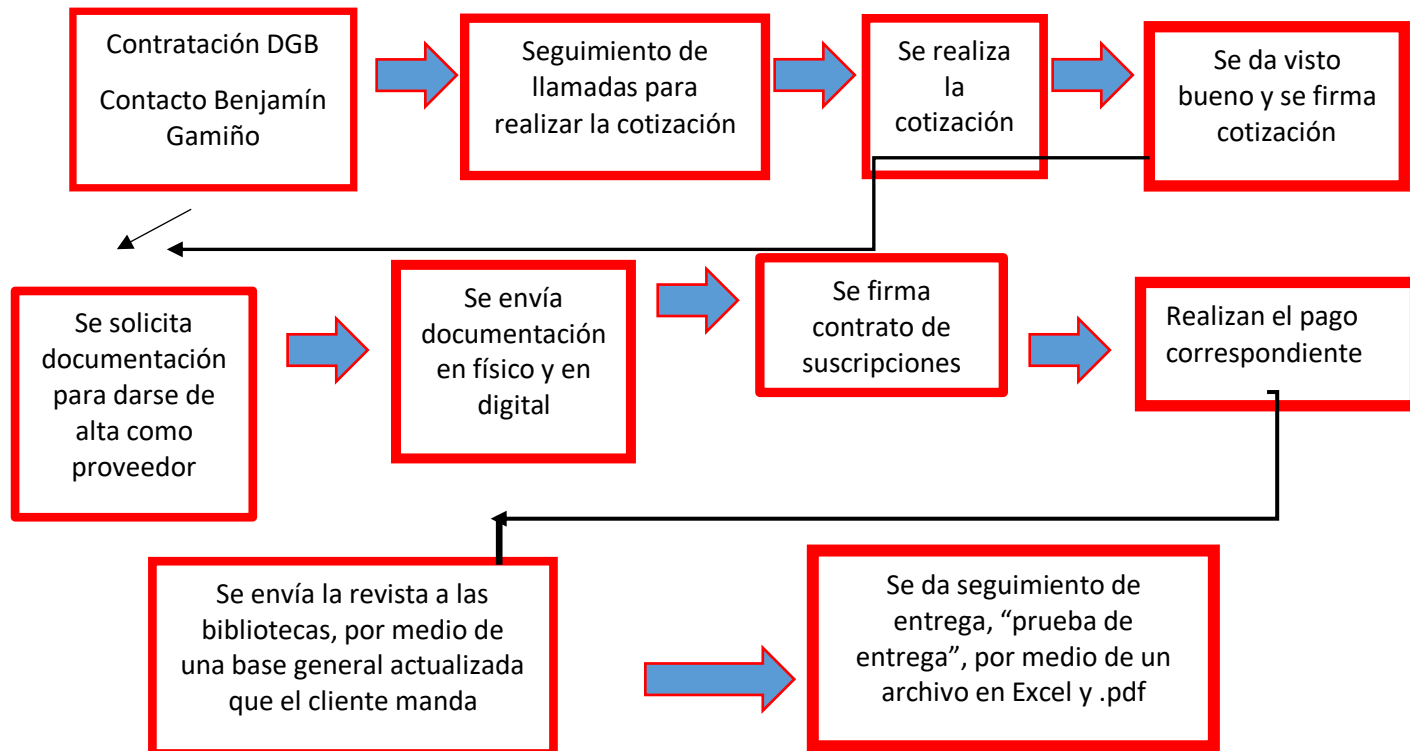 Contratación DGB
Contacto Benjamín
Gamiño
Seguimiento de
llamadas para
realizar la cotización
Se realiza
la
cotización
Se da visto
bueno y se firma
cotización
Se solicita
documentación
para darse de
alta como
proveedor
Se envía
documentación
en físico y en
digital
Se firma
contrato de
suscripciones
Realizan el pago
correspondiente
Se envía la revista a las
bibliotecas, por medio de
una base general actualizada
que el cliente manda
Se da seguimiento de
entrega, “prueba de
entrega”, por medio de un
archivo en Excel y .pdf